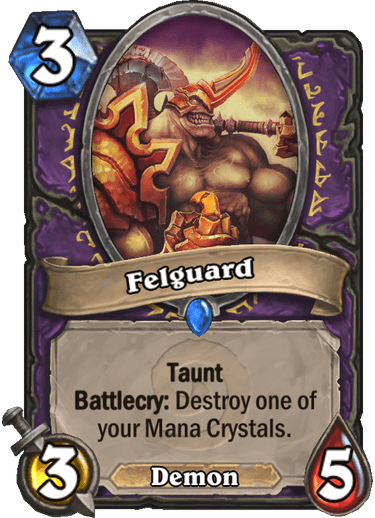 3
Felguard
Taunt
Battlecry: Destroy one of
your Mana Crystals.
3
Demon
5